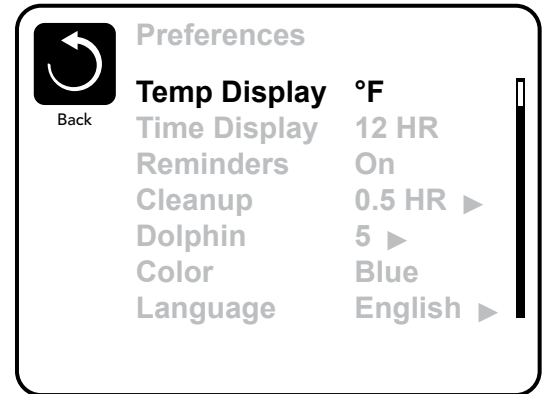 Preferences
Temp Display °F
Back
Time Display 12 HR
Reminders On
Cleanup 0.5 HR ▶
Dolphin 5 ▶
Color Blue
Language English ▶